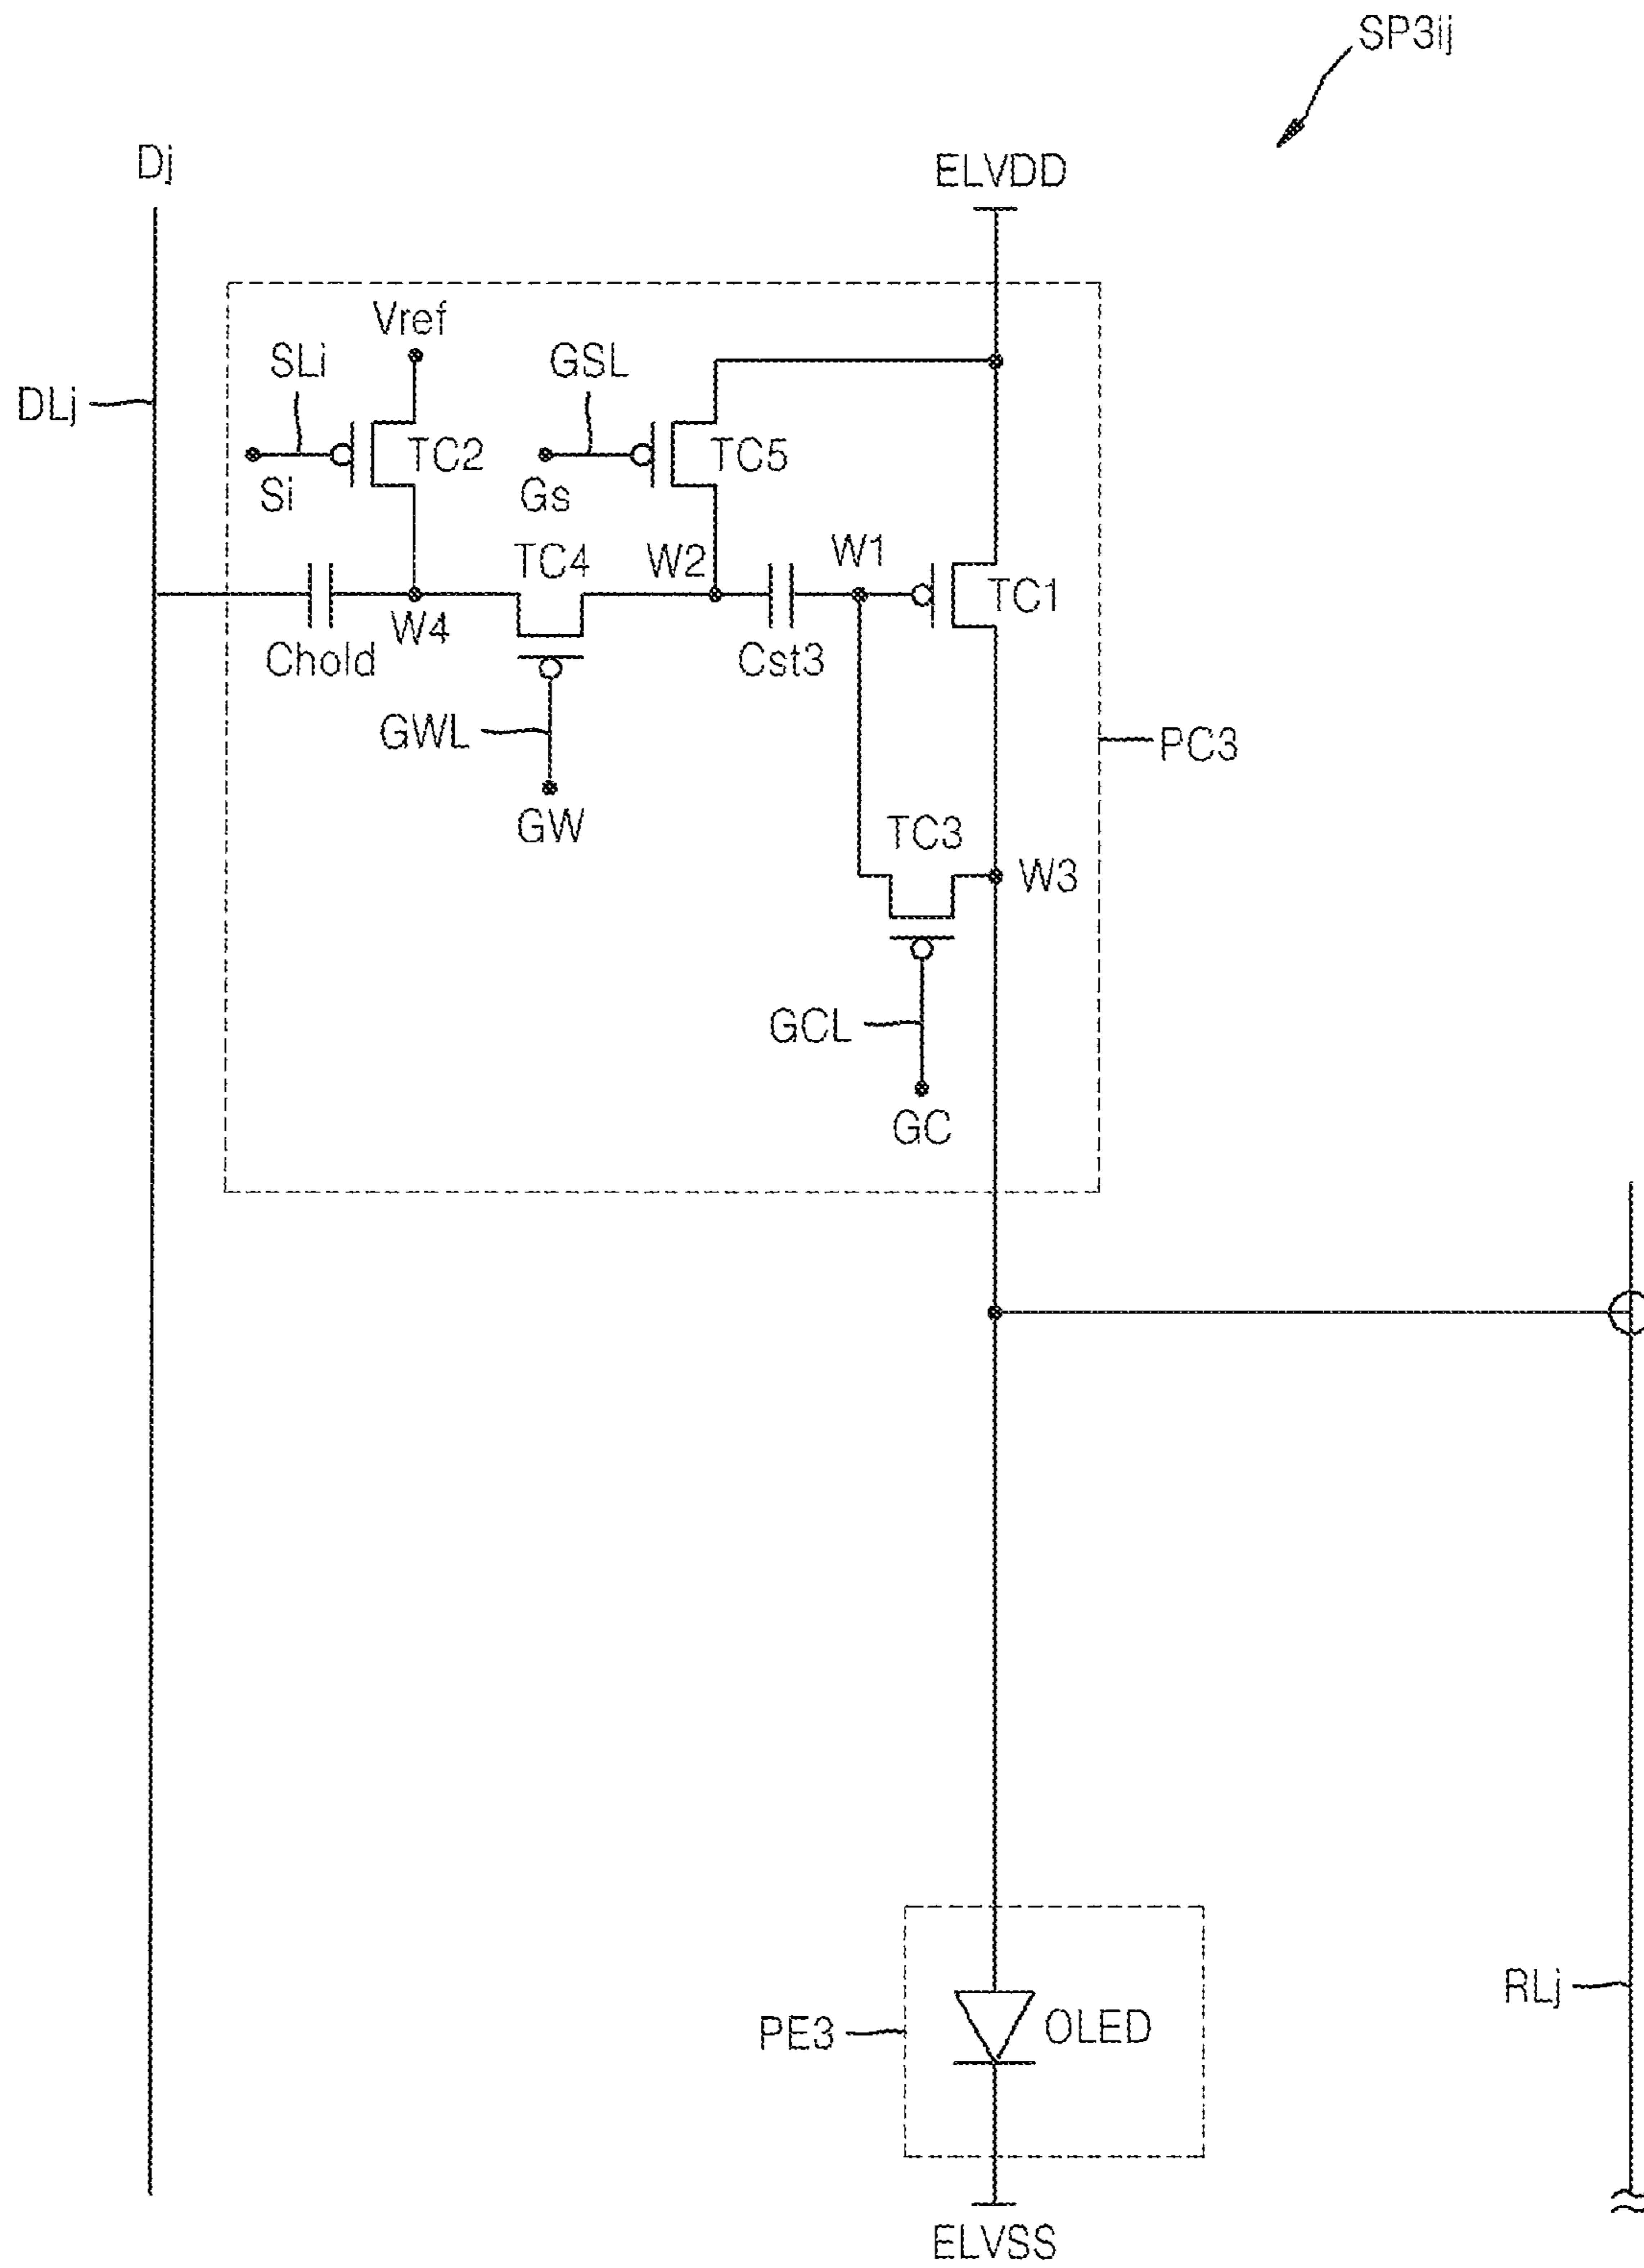 SP3ij
Dj
ELVDD
Vref
SLi
GSL
DLj
TC2
TC5
Si
Gs
TC4
W2
W1
TC1
W4
Chold
Cst3
GWL
PC3
GW
TC3
W3
GCL
GC
RLj
PE3
OLED
ELVSS